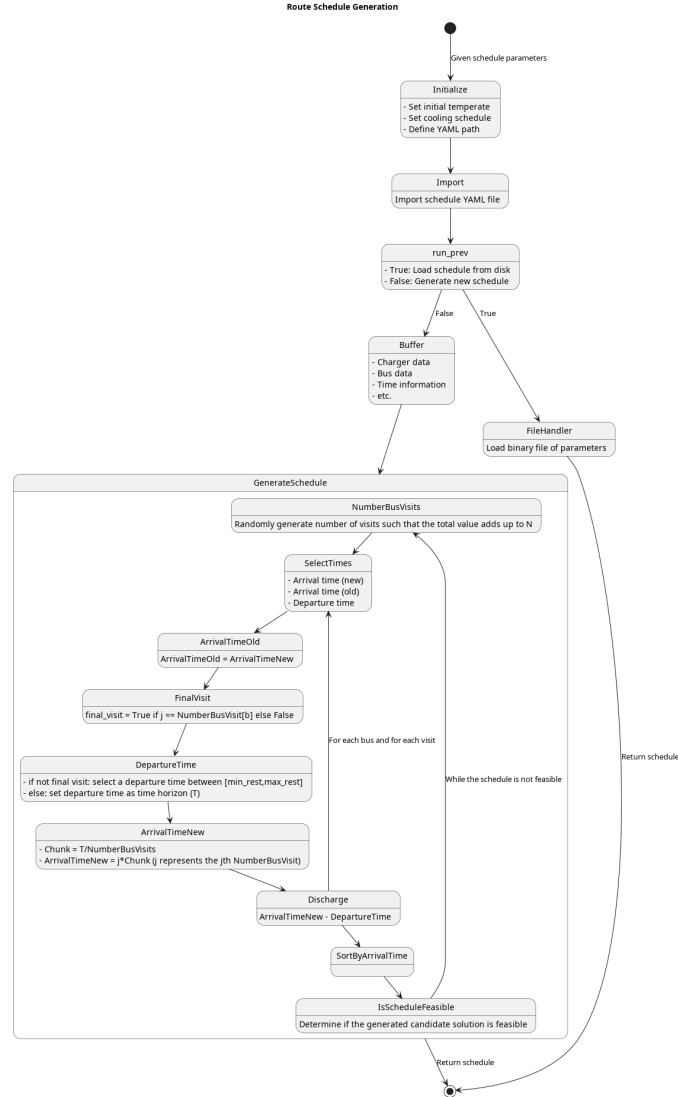 Route Schedule Generation
Given schedule parameters
Initialize
- Set initial temperate
- Set cooling schedule
- Define YAML path
Import
Import schedule YAML file
run_prev
- True: Load schedule from disk
- False: Generate new schedule
False
True
Buffer
- Charger data
- Bus data
- Time information
- etc.
FileHandler
Load binary file of parameters
GenerateSchedule
NumberBusVisits
Randomly generate number of visits such that the total value adds up to N
SelectTimes
- Arrival time (new)
- Arrival time (old)
- Departure time
ArrivalTimeOld
ArrivalTimeOld = ArrivalTimeNew
FinalVisit
final_visit = True if j == NumberBusVisit[b] else False
For each bus and for each visit
Return schedule
DepartureTime
- if not final visit: select a departure time between [min_rest,max_rest]
- else: set departure time as time horizon (T)
While the schedule is not feasible
ArrivalTimeNew
- Chunk = T/NumberBusVisits
- ArrivalTimeNew = j*Chunk (j represents the jth NumberBusVisit)
Discharge
ArrivalTimeNew - DepartureTime
SortByArrivalTime
IsScheduleFeasible
Determine if the generated candidate solution is feasible
Return schedule